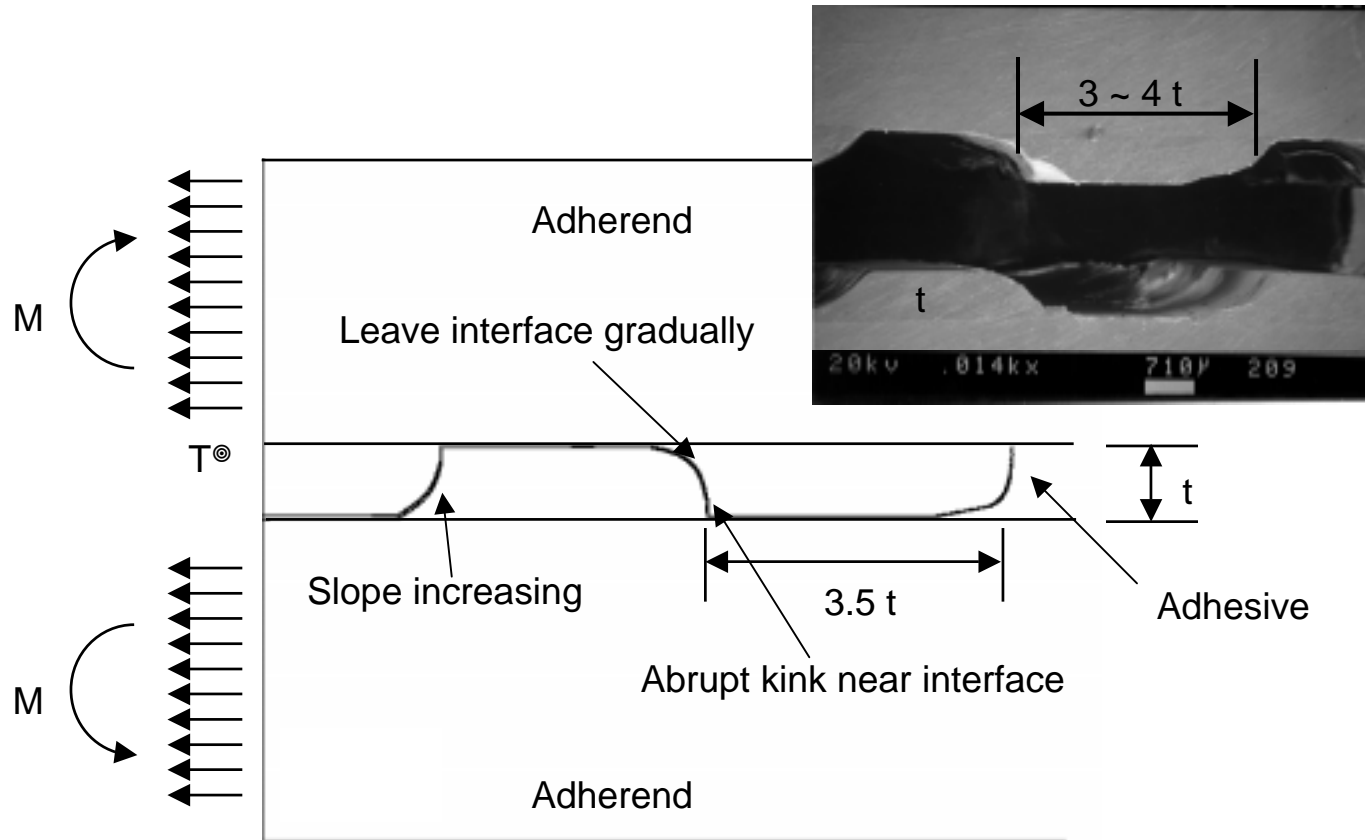 3 ~ 4 t
t
20kv .014kx 710µ 209
Adherend
M
Leave interface gradually
T
t
Slope increasing
3.5 t
Adhesive
M
Abrupt kink near interface
Adherend